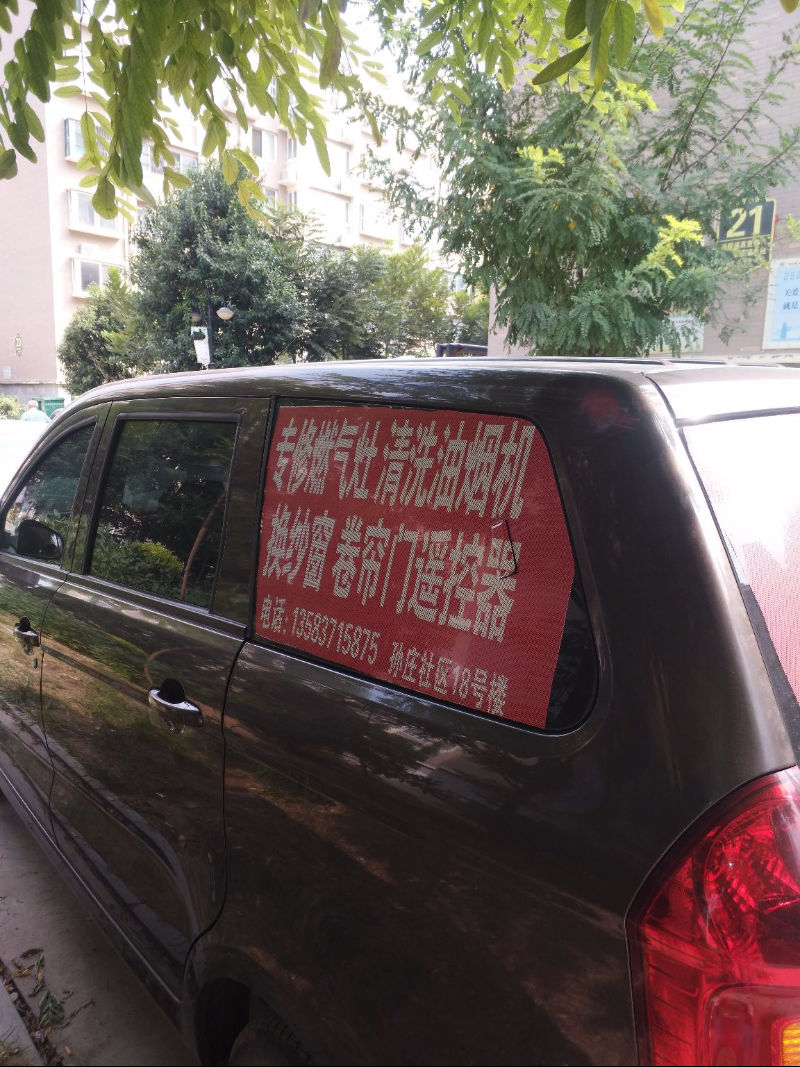 21
专修燃气灶 清洗油烟机
换纱窗 卷帘门遥控器
电话:13583715875 孙庄社区18号楼